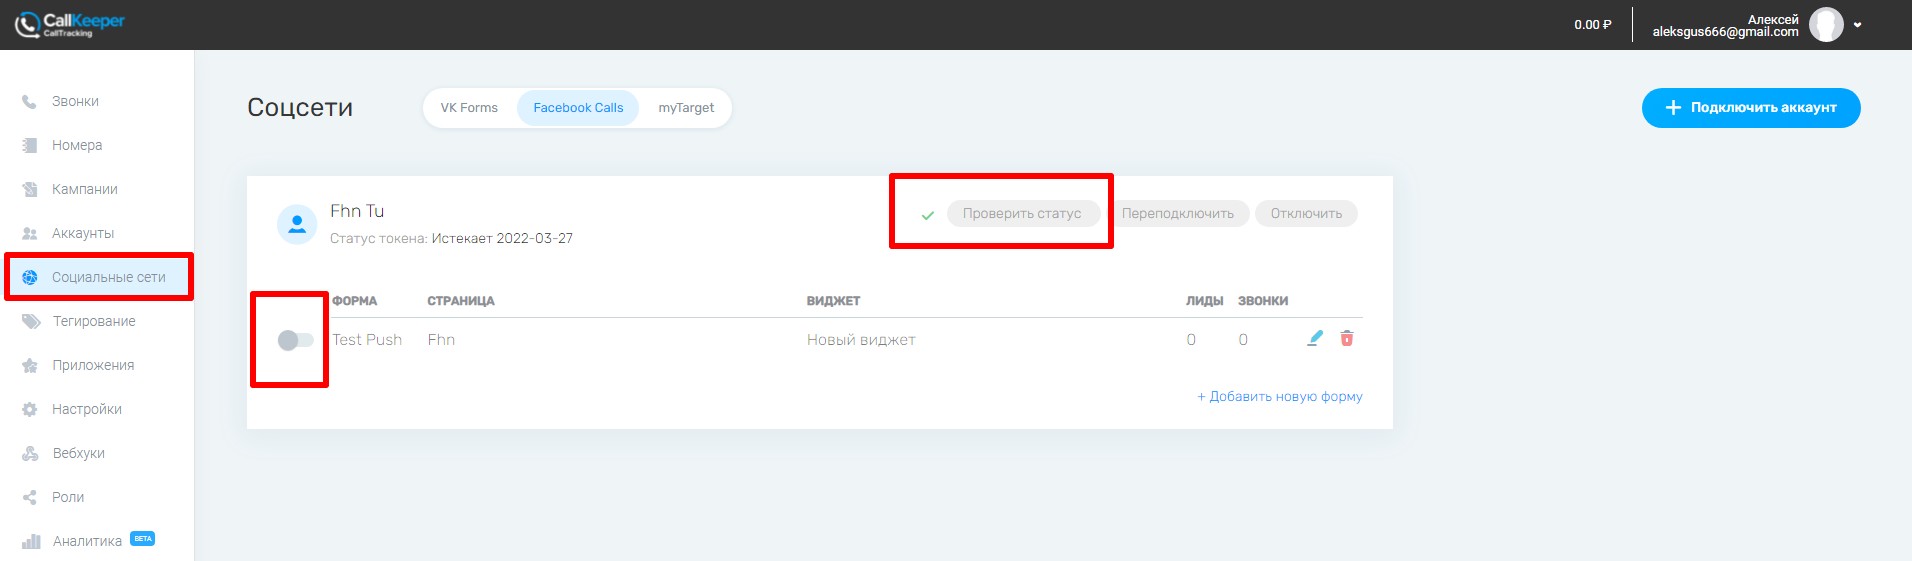 CallKeeper
CallTracking
0.00 ₽
Алексей
aleksgus666@gmail.com
Звонки
Номера
Кампании
Аккаунты
Социальные сети
Тегирование
Приложения
Настройки
Вебхуки
Роли
Аналитика BETA
Соцсети
VK Forms Facebook Calls myTarget
+ Подключить аккаунт
Fhn Tu
Статус токена: Истекает 2022-03-27
Проверить статус Переподключить Отключить
ФОРМА СТРАНИЦА ВИДЖЕТ ЛИДЫ ЗВОНКИ
Test Push Fhn Новый виджет 0 0
+ Добавить новую форму